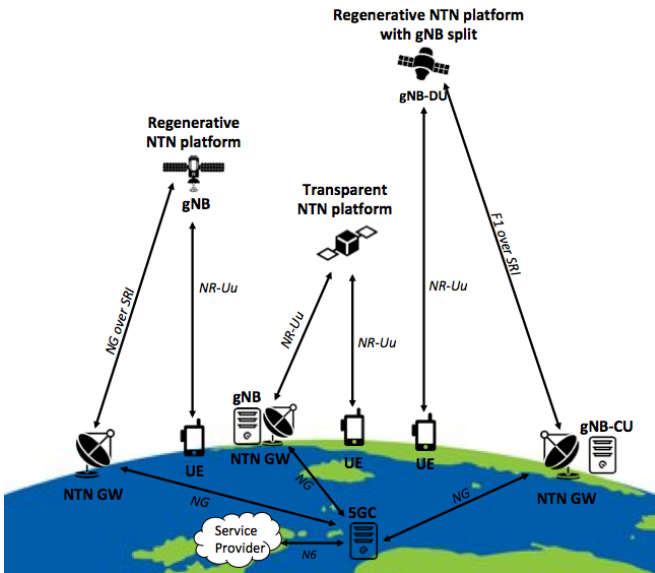 Regenerative NTN platform
with gNB split
gNB-DU
Regenerative
NTN platform
gNB
Transparent
NTN platform
NG over SRI
NR-Uu
NR-Uu
NR-Uu
NR-Uu
F1 over SRI
gNB
gNB-CU
NTN GW
UE
NTN GW
UE
UE
NTN GW
NG
NG
NG
5GC
Service
Provider
N6